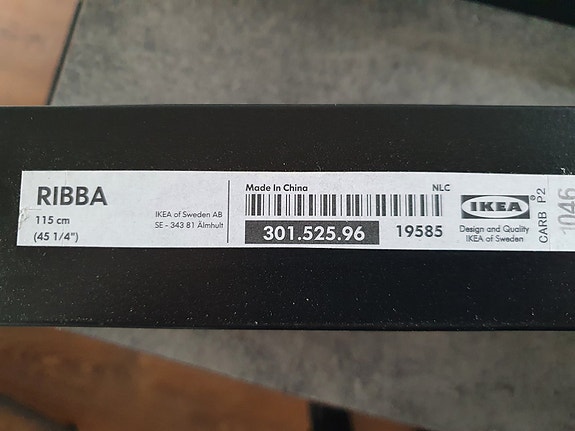 RIBBA
115 cm
(45 1/4")
IKEA of Sweden AB
SE - 343 81 Älmhult
Made In China
NLC
301.525.96
19585
IKEA®
Design and Quality
IKEA of Sweden
CARB P2
1046